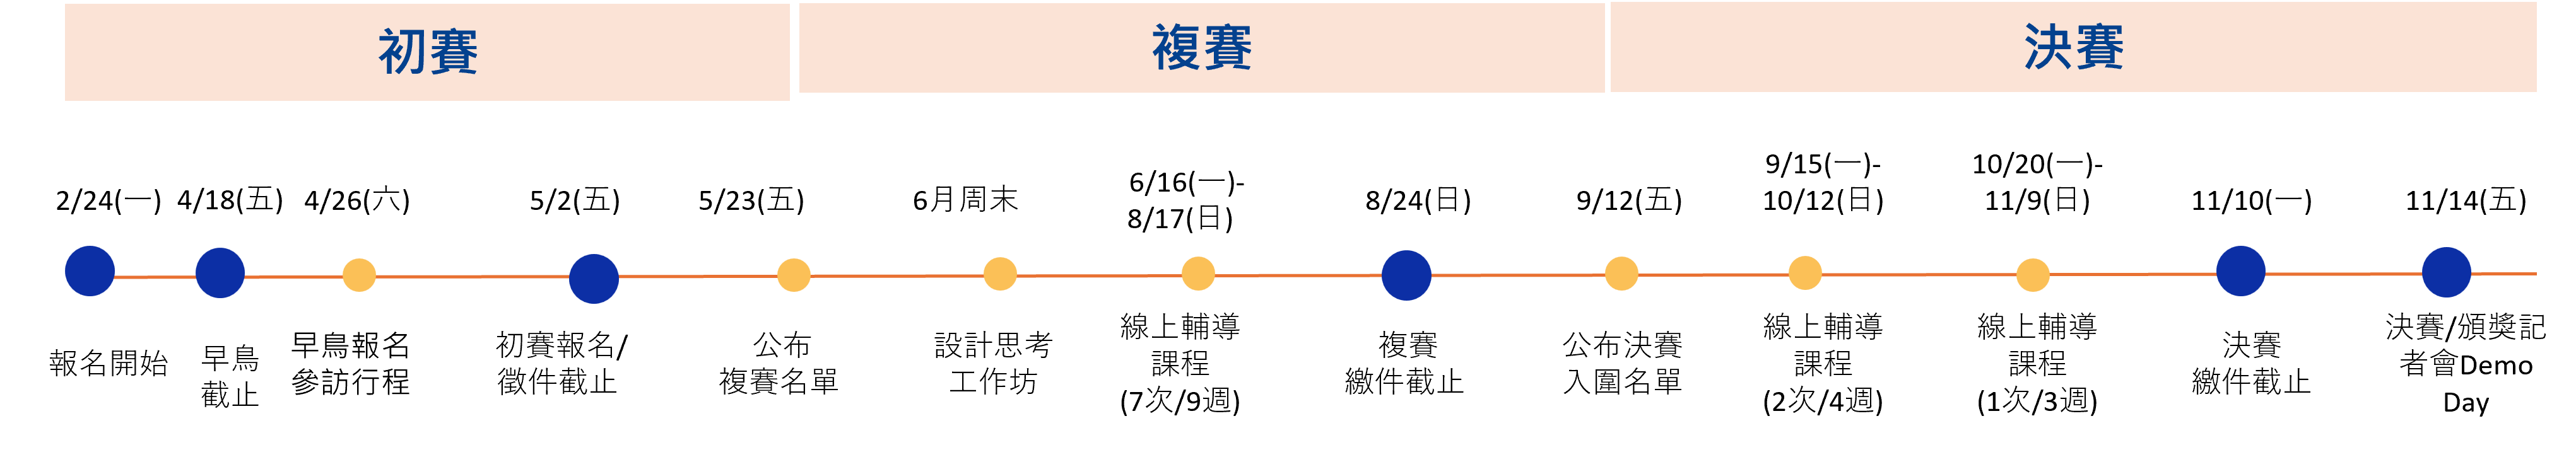 初賽
複賽
決賽
2/24(一)
4/18(五)
4/26(六)
5/2(五)
5/23(五)
6月周末
6/16(一)-
8/17(日)
8/24(日)
9/12(五)
9/15(一)-
10/12(日)
10/20(一)-
11/9(日)
11/10(一)
11/14(五)
報名開始
早鳥
截止
早鳥報名
參訪行程
初賽報名/
徵件截止
公布
複賽名單
設計思考
工作坊
線上輔導
課程
(7次/9週)
複賽
繳件截止
公布決賽
入圍名單
線上輔導
課程
(2次/4週)
線上輔導
課程
(1次/3週)
決賽
繳件截止
決賽/頒獎記
者會Demo
Day